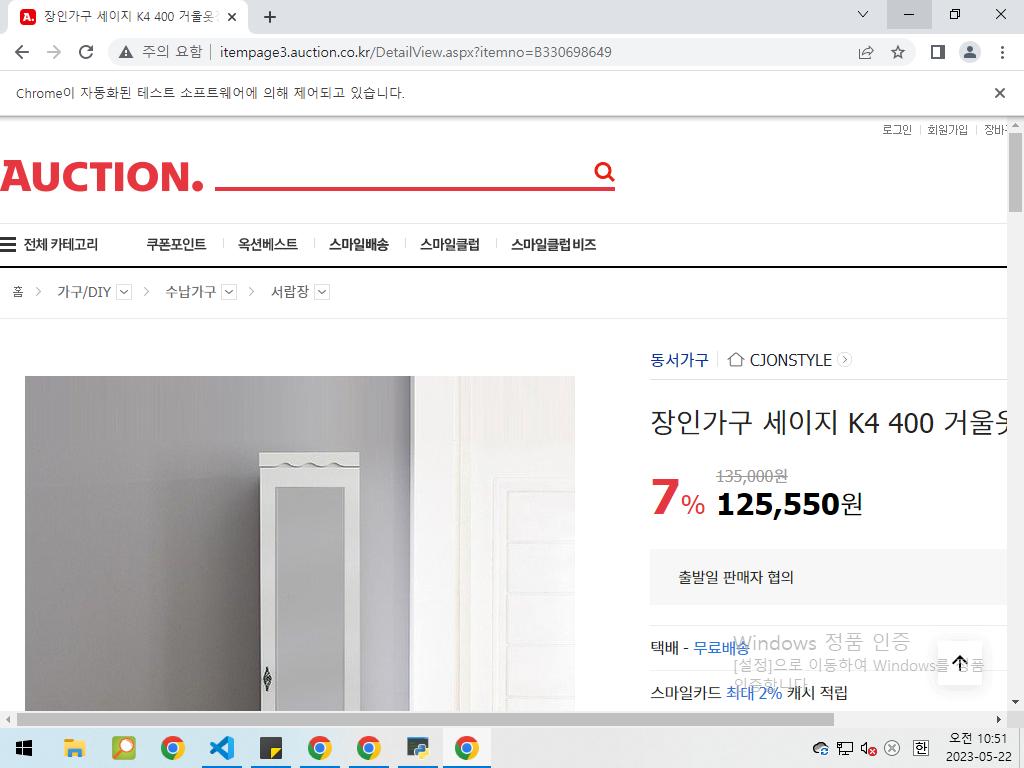 장인가구 세이지 K4 400 거울옷
주의 요함
itempage3.auction.co.kr/DetailView.aspx?itemno=B330698649
Chrome이 자동화된 테스트 소프트웨어에 의해 제어되고 있습니다.
로그인 회원가입 장바
AUCTION.
전체 카테고리 쿠폰포인트 옥션베스트 스마일배송 스마일클럽 스마일클럽 비즈
홈 가구/DIY 수납가구 서랍장
동서가구 CJONSTYLE
장인가구 세이지 K4 400 거울옷
135,000원
7% 125,550원
출발일 판매자 협의
택배 - 무료배송
Windows 정품 인증
[설정]으로 이동하여 Windows를 정품
인증합니다.
스마일카드 최대 2% 캐시 적립
한
오전 10:51
2023-05-22